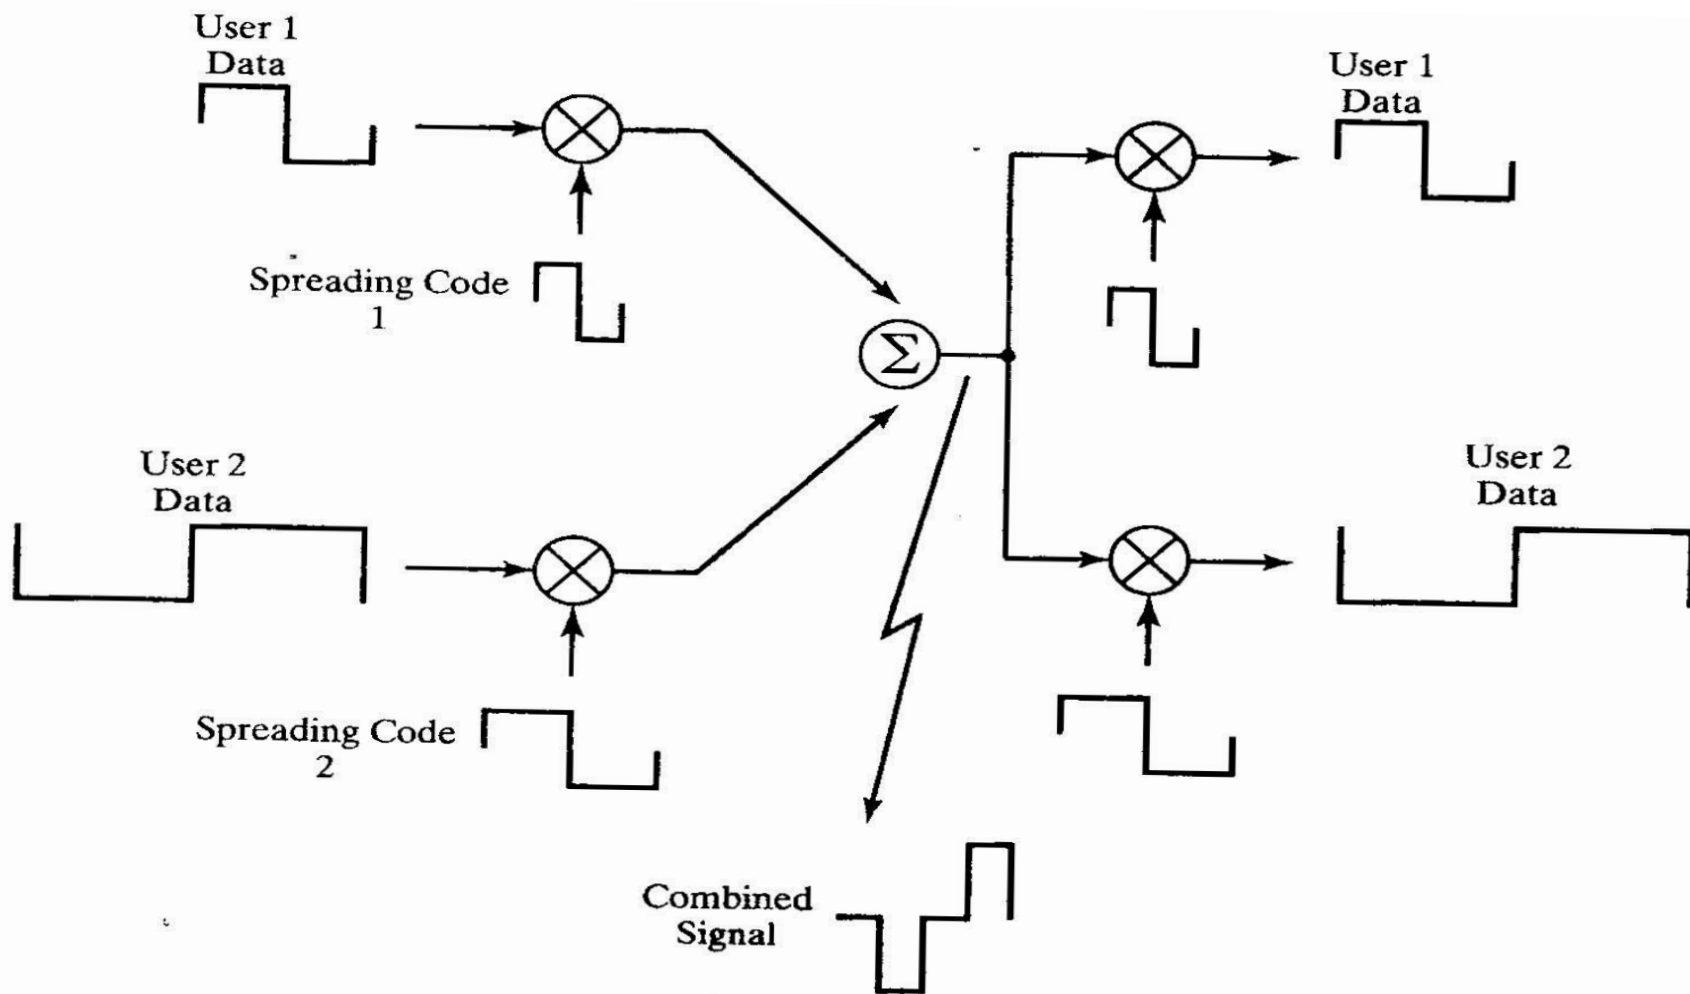 User 1
Data
User 1
Data
Spreading Code
1
Σ
User 2
Data
User 2
Data
Spreading Code
2
Combined
Signal